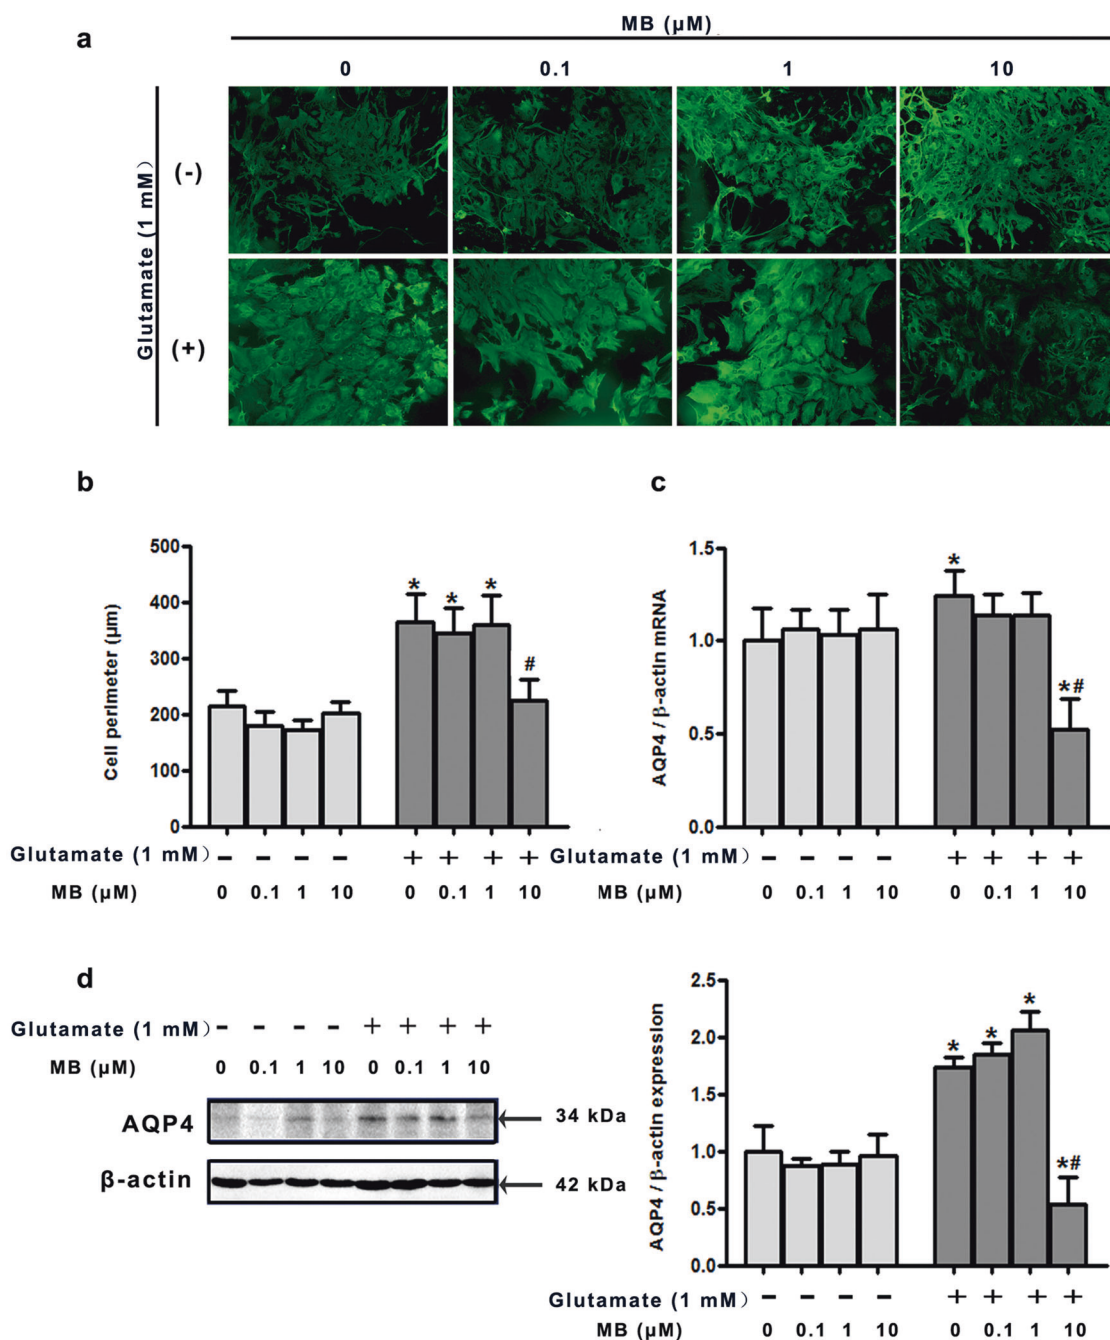 a
MB (μM)
0 0.1 1 10
Glutamate (1 mM)
(-)
(+)
b
500
400
300
200
100
0
Cell perimeter (μm)
* * * #
Glutamate (1 mM) – – – – + + + +
MB (μM) 0 0.1 1 10 0 0.1 1 10
c
1.5
1.0
0.5
0.0
AQP4 / β-actin mRNA
* *#
Glutamate (1 mM) – – – – + + + +
MB (μM) 0 0.1 1 10 0 0.1 1 10
d
Glutamate (1 mM) – – – – + + + +
MB (μM) 0 0.1 1 10 0 0.1 1 10
AQP4 34 kDa
β-actin 42 kDa
2.5
2.0
1.5
1.0
0.5
0.0
AQP4 / β-actin expression
* * * *#
Glutamate (1 mM) – – – – + + + +
MB (μM) 0 0.1 1 10 0 0.1 1 10